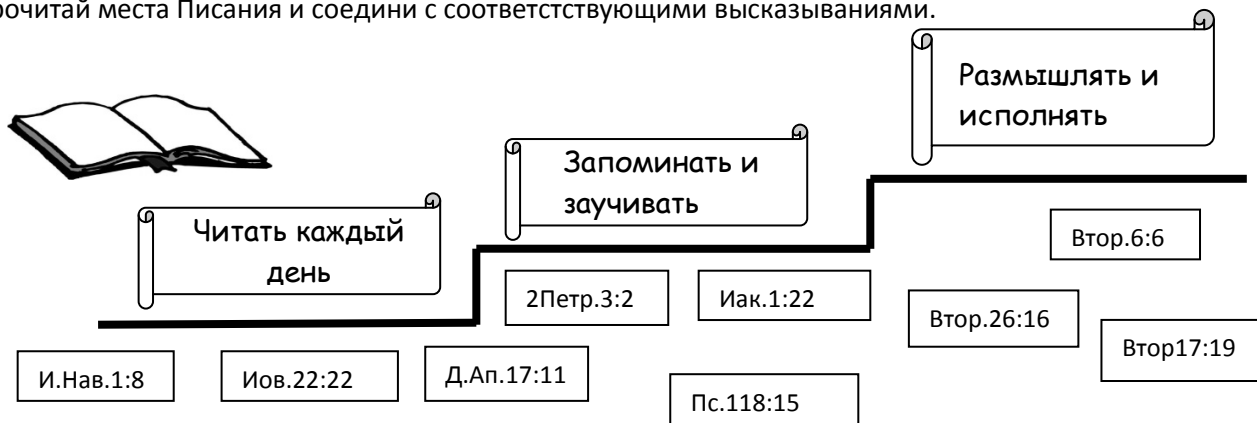 рочитай места Писания и соедини с соответстствующими высказываниями.
Размышлять и
исполнять
Запоминать и
заучивать
Читать каждый
день
Втор.6:6
2Петр.3:2
Иак.1:22
Втор.26:16
Втор17:19
И.Нав.1:8
Иов.22:22
Д.Ап.17:11
Пс.118:15